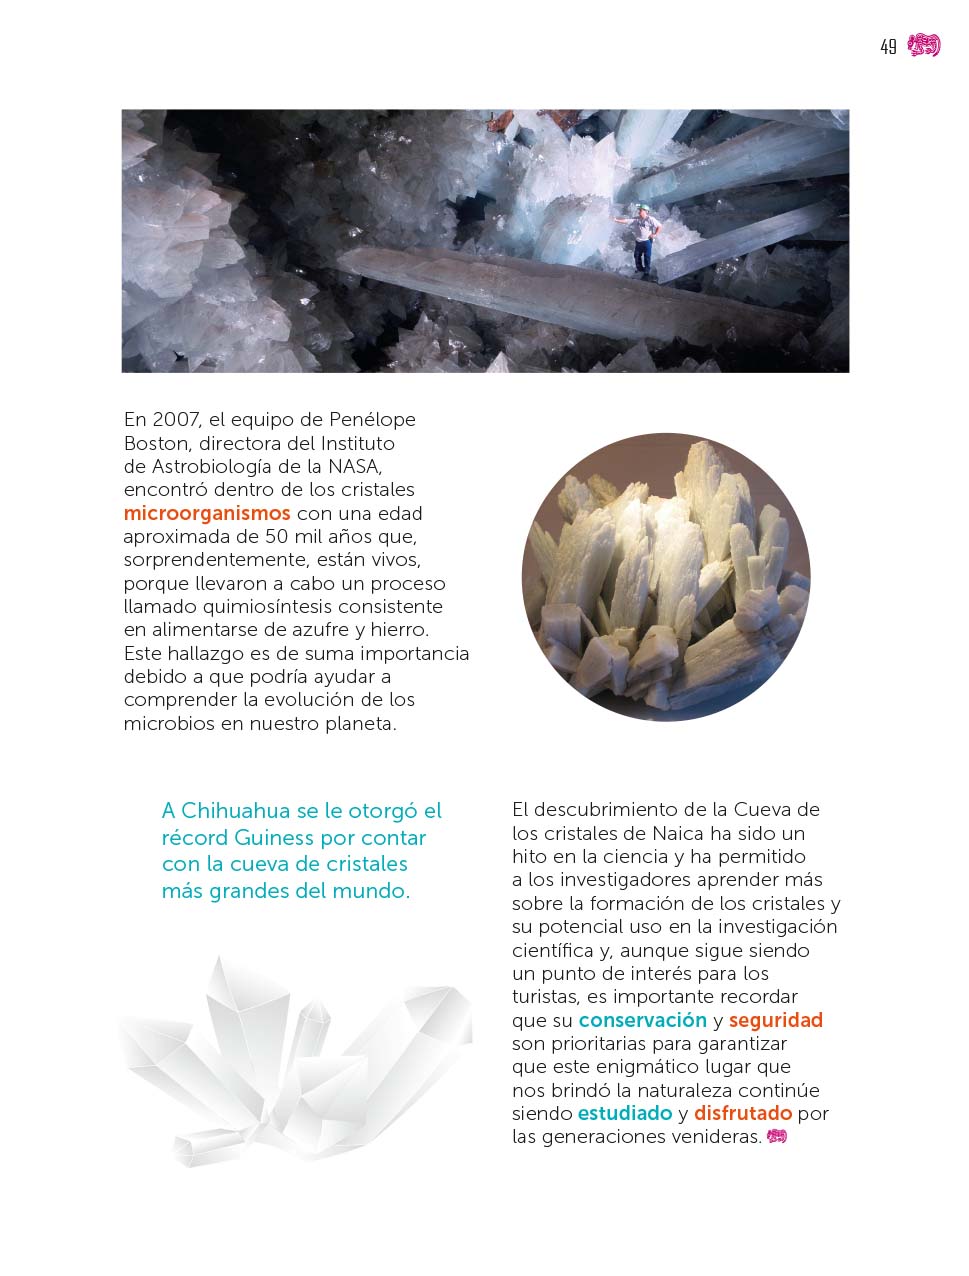 49
En 2007, el equipo de Penélope
Boston, directora del Instituto
de Astrobiología de la NASA,
encontró dentro de los cristales
microorganismos con una edad
aproximada de 50 mil años que,
sorprendentemente, están vivos,
porque llevaron a cabo un proceso
llamado quimiosíntesis consistente
en alimentarse de azufre y hierro.
Este hallazgo es de suma importancia
debido a que podría ayudar a
comprender la evolución de los
microbios en nuestro planeta.
A Chihuahua se le otorgó el
récord Guiness por contar
con la cueva de cristales
más grandes del mundo.
El descubrimiento de la Cueva de
los cristales de Naica ha sido un
hito en la ciencia y ha permitido
a los investigadores aprender más
sobre la formación de los cristales y
su potencial uso en la investigación
científica y, aunque sigue siendo
un punto de interés para los
turistas, es importante recordar
que su conservación y seguridad
son prioritarias para garantizar
que este enigmático lugar que
nos brindó la naturaleza continúe
siendo estudiado y disfrutado por
las generaciones venideras.